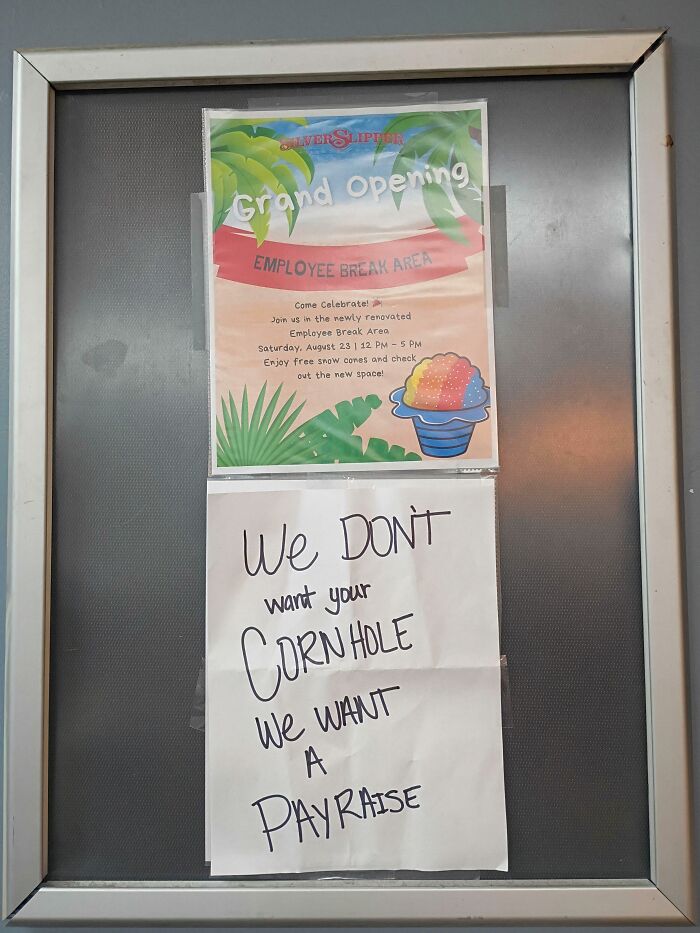 SILVER SLIPPER
Grand Opening
EMPLOYEE BREAK AREA
Come Celebrate!
Join us in the newly renovated
Employee Break Area
Saturday, August 23 | 12 PM - 5 PM
Enjoy free snow cones and check
out the new space!
We DON'T
want your
CORNHOLE
We WANT
A
PAYRAISE